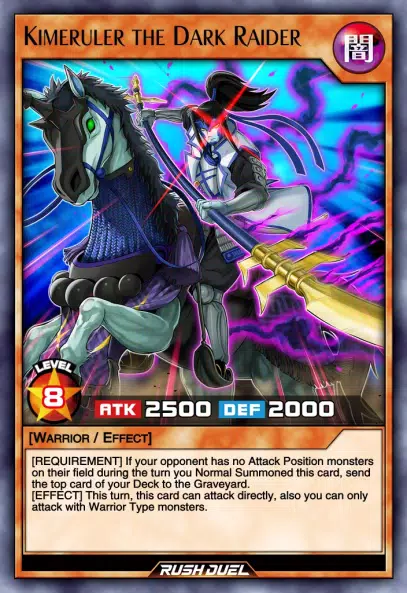 Kimeruler the Dark Raider
闇
LEVEL
8
ATK 2500 DEF 2000
[Warrior / Effect]
[REQUIREMENT] If your opponent has no Attack Position monsters
on their field during the turn you Normal Summoned this card, send
the top card of your Deck to the Graveyard.
[EFFECT] This turn, this card can attack directly, also you can only
attack with Warrior Type monsters.
RUSH DUEL